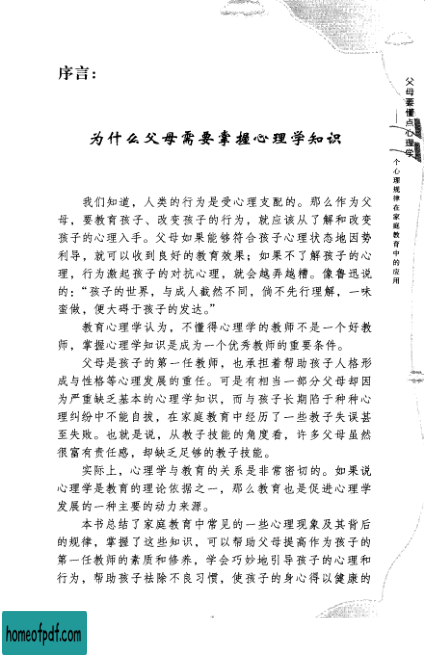 序言：
为什么父母需要掌握心理学知识
我们知道，人类的行为是受心理支配的。那么作为父
母，要教育孩子、改变孩子的行为，就应该从了解和改变
孩子的心理入手。父母如果能够符合孩子心理状态地因势
利导，就可以收到良好的教育效果；如果不了解孩子的心
理，行为激起孩子的对抗心理，就会越弄越糟。像鲁迅说
的：“孩子的世界，与成人截然不同，倘不先行理解，一味
蛮做，便大碍于孩子的发达。”
教育心理学认为，不懂得心理学的教师不是一个好教
师，掌握心理学知识是成为一个优秀教师的重要条件。
父母是孩子的第一任教师，也承担着帮助孩子人格形
成与性格等心理发展的重任。可是有相当一部分父母却因
为严重缺乏基本的心理学知识，而与孩子长期陷于种种心
理纠纷中不能自拔，在家庭教育中经历了一些教子失误甚
至失败。也就是说，从教子技能的角度看，许多父母虽然
很富有责任感，却缺乏足够的教子技能。
实际上，心理学与教育的关系是非常密切的。如果说
心理学是教育的理论依据之一，那么教育也是促进心理学
发展的一种主要的动力来源。
本书总结了家庭教育中常见的一些心理现象及其背后
的规律，掌握了这些知识，可以帮助父母提高作为孩子的
第一任教师的素质和修养，学会巧妙地引导孩子的心理和
行为，帮助孩子祛除不良习惯，使孩子的身心得以健康的
父母要懂点心理学
个心理规律在家庭教育中的应用
homeofpdf.com